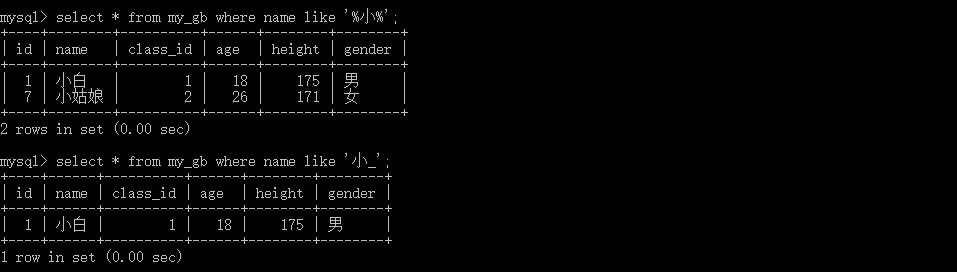 mysql> select * from my_gb where name like '%小%';
+----+--------+----------+------+--------+--------+
| id | name   | class_id | age  | height | gender |
+----+--------+----------+------+--------+--------+
|  1 | 小白   |        1 |   18 |    175 | 男     |
|  7 | 小姑娘 |        2 |   26 |    171 | 女     |
+----+--------+----------+------+--------+--------+
2 rows in set (0.00 sec)
mysql> select * from my_gb where name like '小_';
+----+------+----------+------+--------+--------+
| id | name | class_id | age  | height | gender |
+----+------+----------+------+--------+--------+
|  1 | 小白 |        1 |   18 |    175 | 男     |
+----+------+----------+------+--------+--------+
1 row in set (0.00 sec)